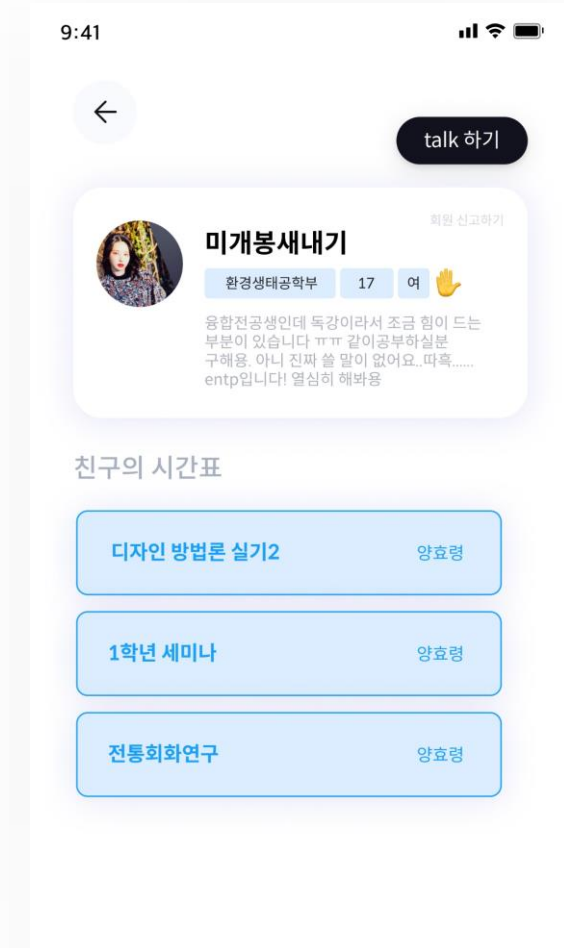 9:41
talk 하기
회원 신고하기
미개봉새내기
환경생태공학부 17 여
융합전공생인데 독강이라서 조금 힘이 드는
부분이 있습니다 ㅠㅠ 같이공부하실분
구해용. 아니 진짜 쓸 말이 없어요..따흑......
entp입니다! 열심히 해봐용
친구의 시간표
디자인 방법론 실기2 양효령
1학년 세미나 양효령
전통회화연구 양효령